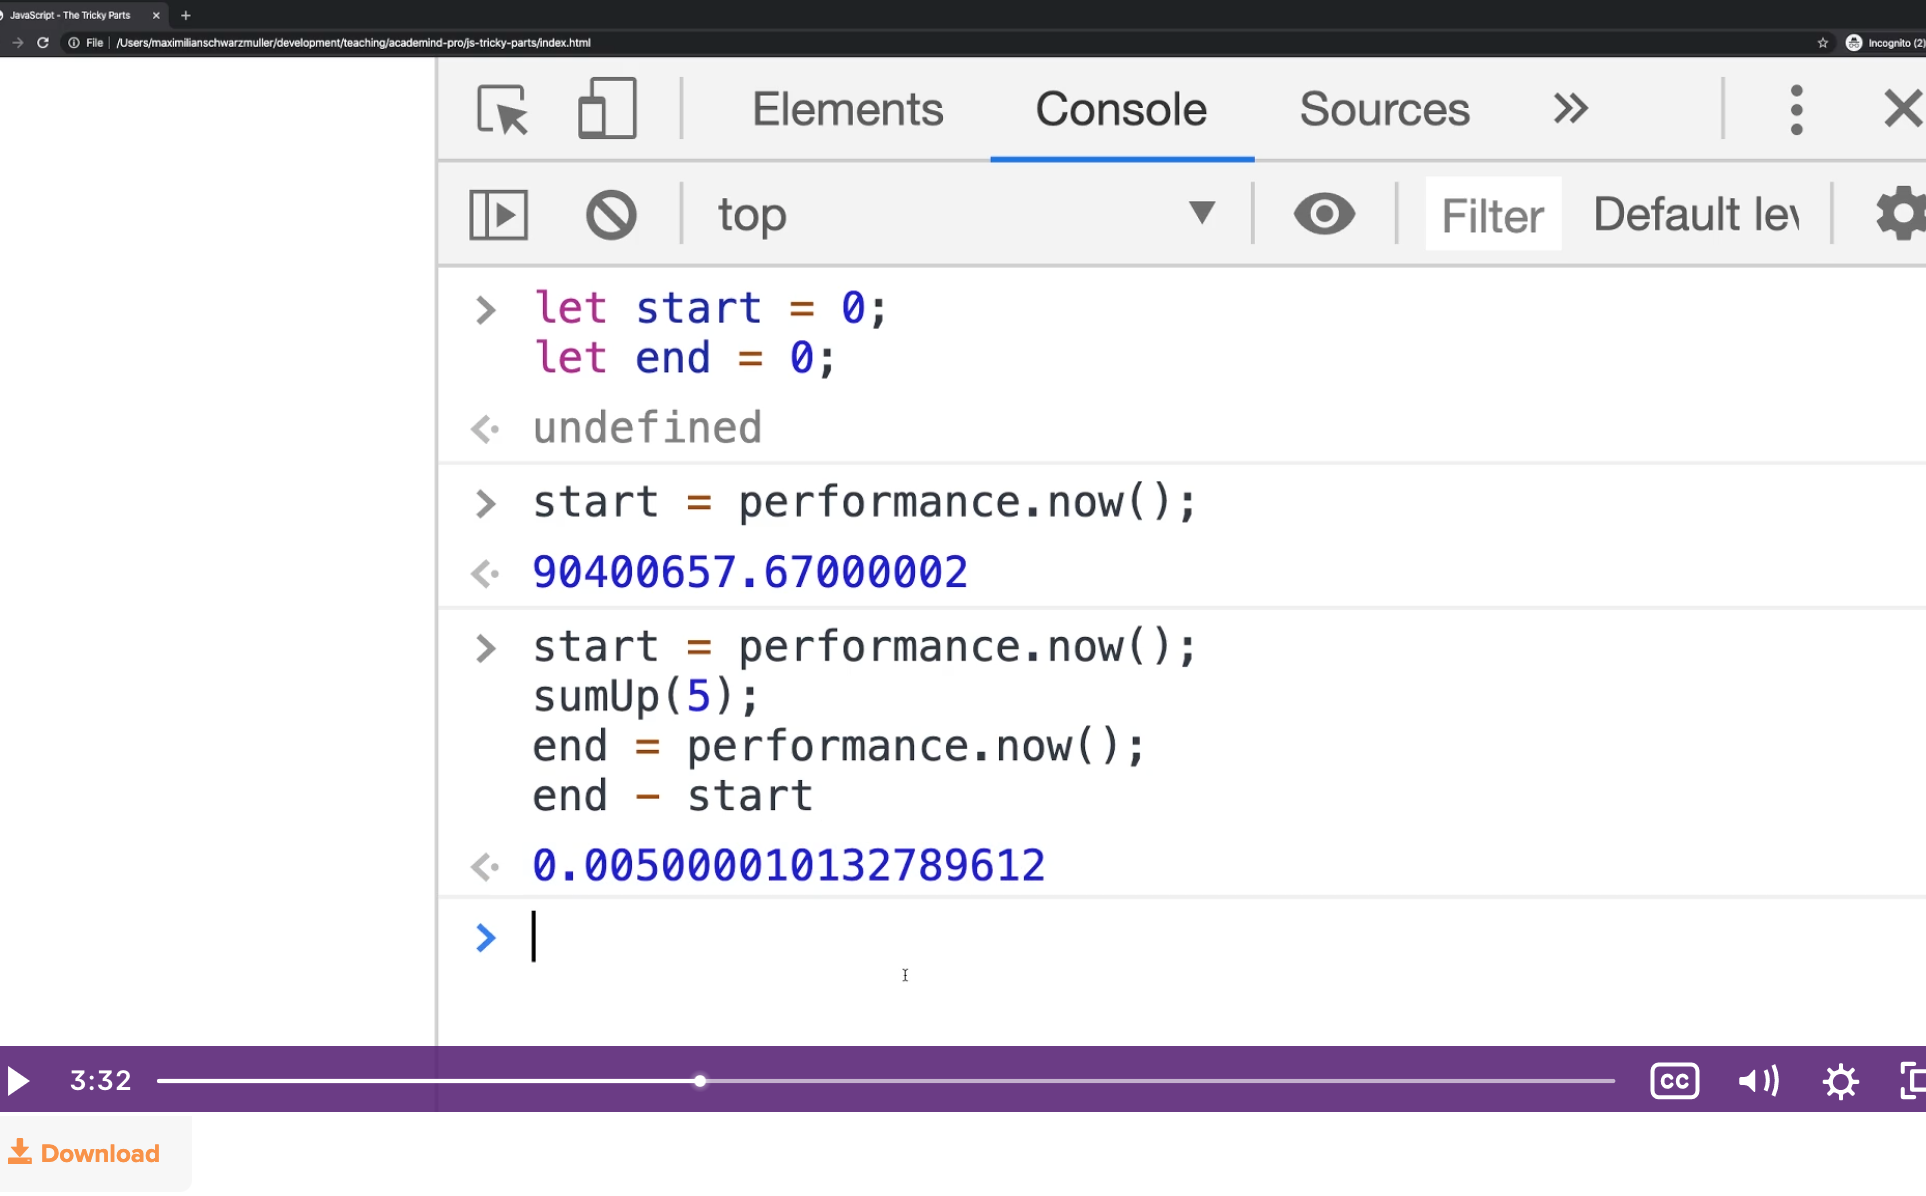 JavaScript - The Tricky Parts
File | /Users/maximilianschwarzmuller/development/teaching/academind-pro/js-tricky-parts/index.html
Incognito (2)
Elements Console Sources
top Filter Default lev
let start = 0;
let end = 0;
undefined
start = performance.now();
90400657.67000002
start = performance.now();
sumUp(5);
end = performance.now();
end - start
0.005000010132789612
3:32 CC
Download